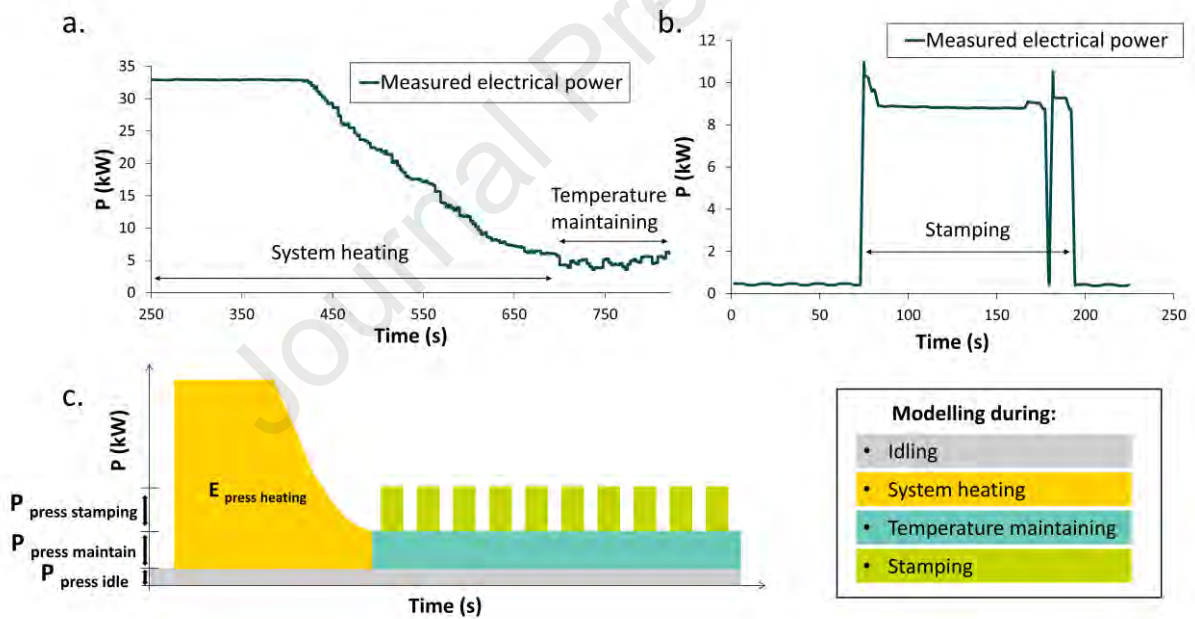 a.
35
30
25
20
15
10
5
0
P (kW)
Measured electrical power
System heating
Temperature
maintaining
250 350 450 550 650 750
Time (s)
b.
12
10
8
6
4
2
0
P (kW)
Measured electrical power
Stamping
0 50 100 150 200 250
Time (s)
Journal Pre
c.
P (kW)
E press heating
P press stamping
P press maintain
P press idle
Time (s)
Modelling during:
• Idling
• System heating
• Temperature maintaining
• Stamping